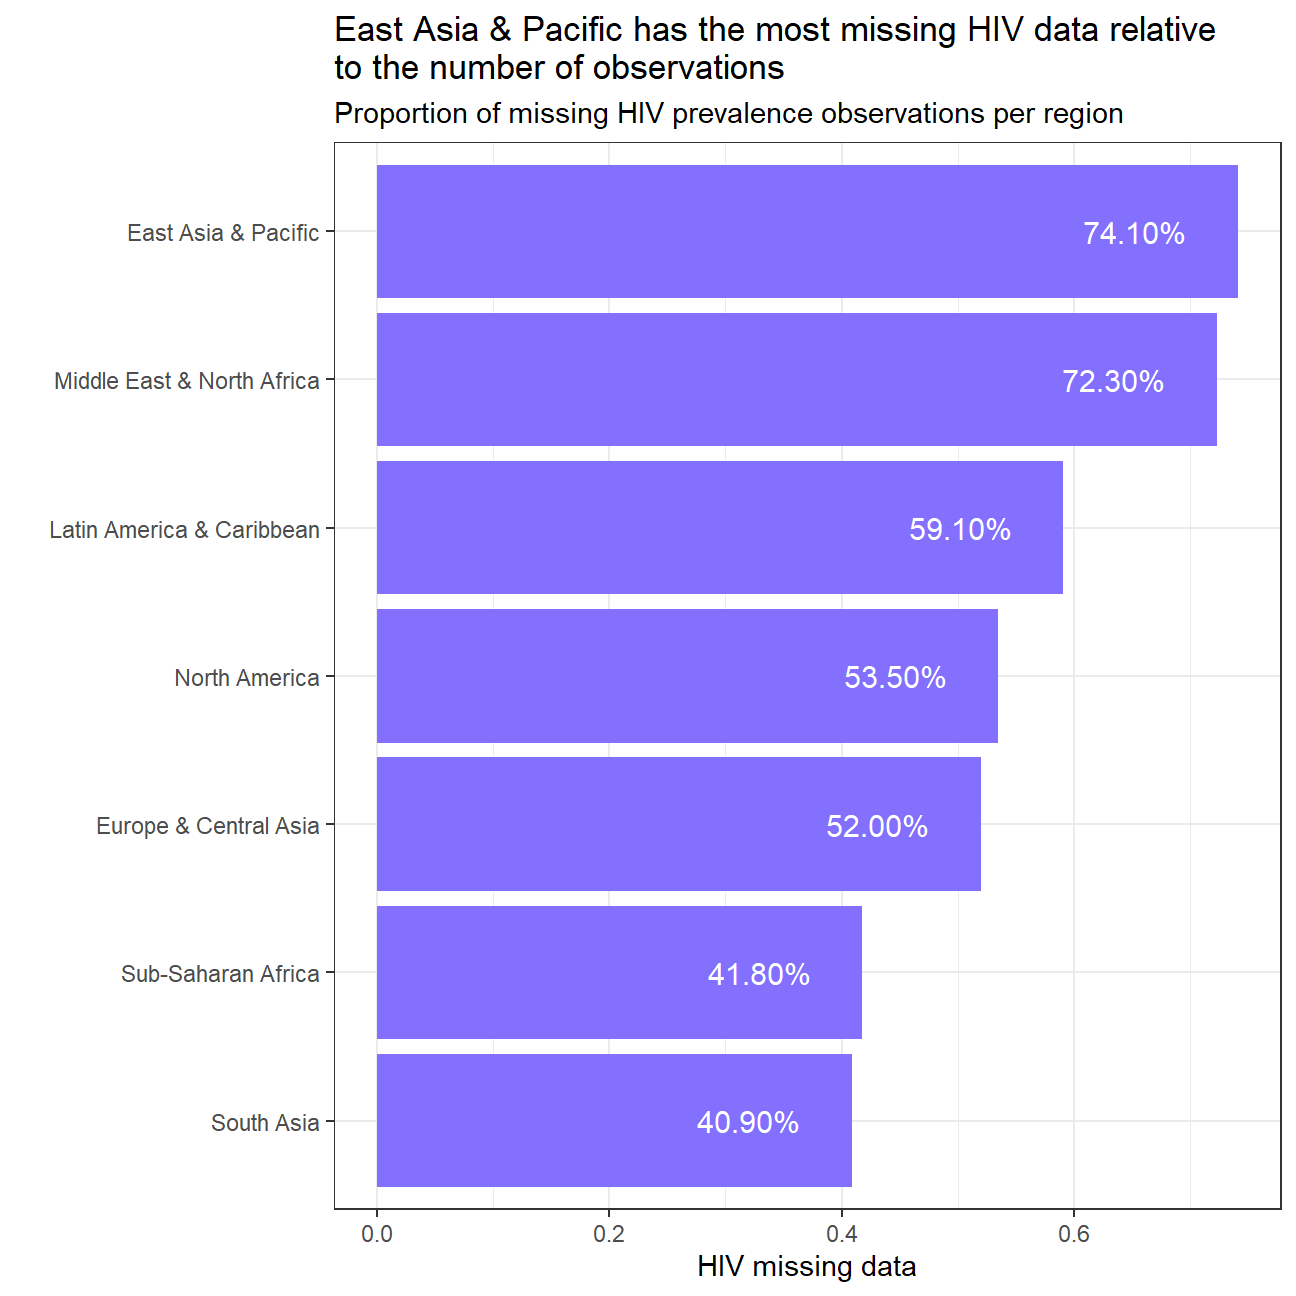 East Asia & Pacific has the most missing HIV data relative
to the number of observations
Proportion of missing HIV prevalence observations per region
East Asia & Pacific
74.10%
Middle East & North Africa
72.30%
Latin America & Caribbean
59.10%
North America
53.50%
Europe & Central Asia
52.00%
Sub-Saharan Africa
41.80%
South Asia
40.90%
0.0 0.2 0.4 0.6
HIV missing data